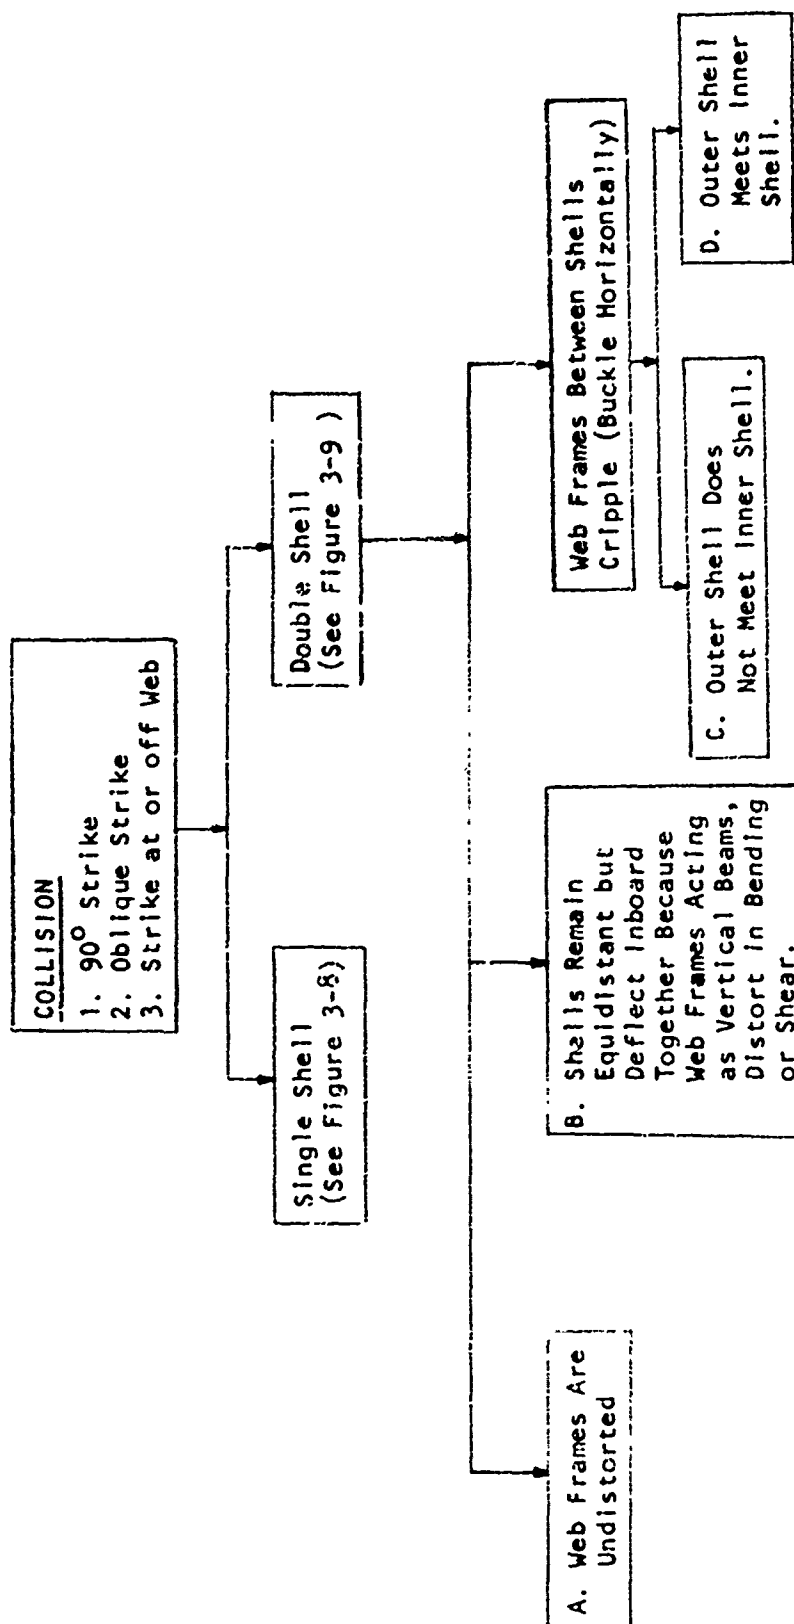 COLLISION
1. 90° Strike
2. Oblique Strike
3. Strike at or off Web
Single Shell
(See Figure 3-8)
Double Shell
(See Figure 3-9 )
A. Web Frames Are
Undistorted
B. Shells Remain
Equidistant but
Deflect Inboard
Together Because
Web Frames Acting
as Vertical Beams,
Distort in Bending
or Shear.
Web Frames Between Shells
Cripple (Buckle Horizontally)
C. Outer Shell Does
Not Meet Inner Shell.
D. Outer Shell
Meets Inner
Shell.